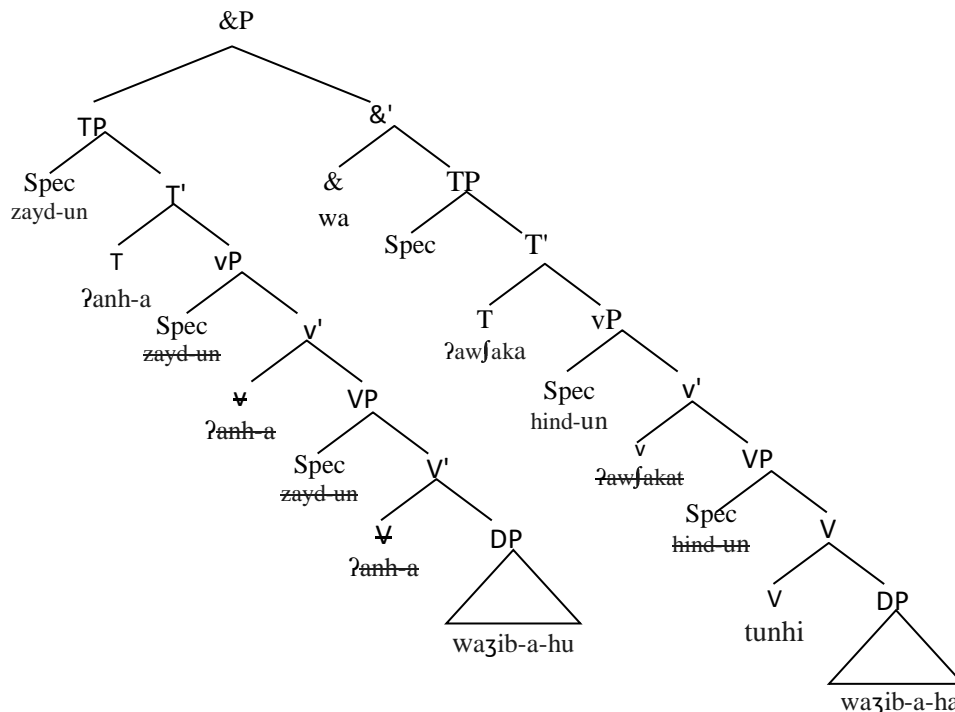 &P
TP &'
Spec T' & TP
zayd-un wa Spec T'
T vP T vP
ʔanh-a ʔawʃaka
Spec v' Spec v'
zayd-un hind-un
v VP v VP
ʔanh-a ʔawʃakat
Spec V' Spec V
zayd-un hind-un
V DP V DP
ʔanh-a tunhi
waʒib-a-hu
waʒib-a-ha